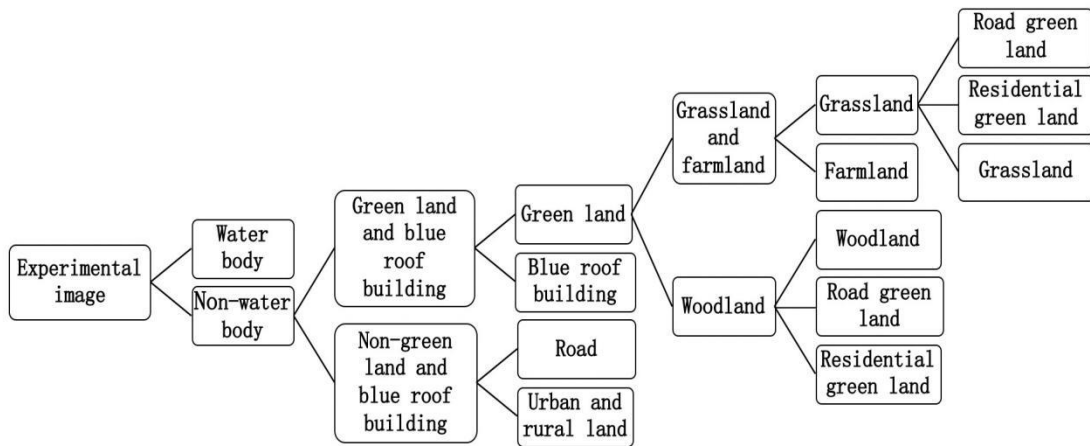 Experimental
image
Water
body
Non-water
body
Green land
and blue
roof
building
Non-green
land and
blue roof
building
Green land
Blue roof
building
Road
Urban and
rural land
Grassland
and
farmland
Woodland
Grassland
Farmland
Woodland
Road green
land
Residential
green land
Road green
land
Residential
green land
Grassland